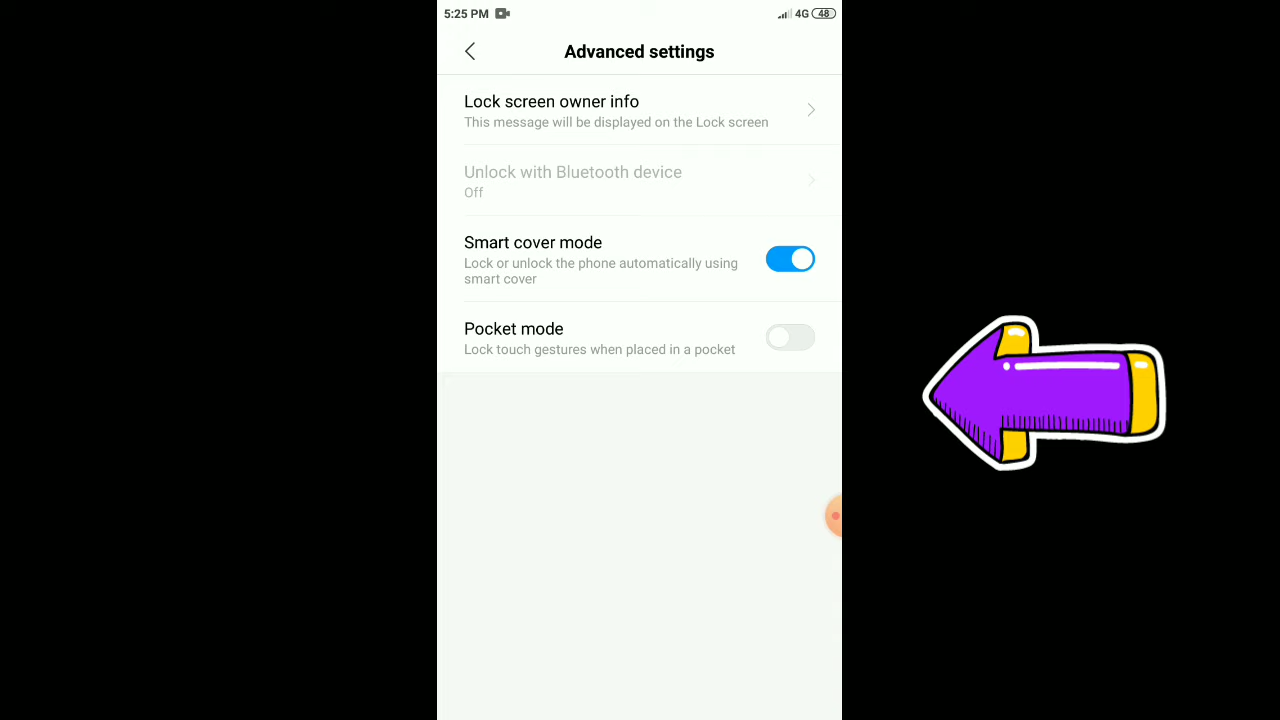 5:25 PM 4G 48
Advanced settings
Lock screen owner info
This message will be displayed on the Lock screen
Unlock with Bluetooth device
Off
Smart cover mode
Lock or unlock the phone automatically using
smart cover
Pocket mode
Lock touch gestures when placed in a pocket